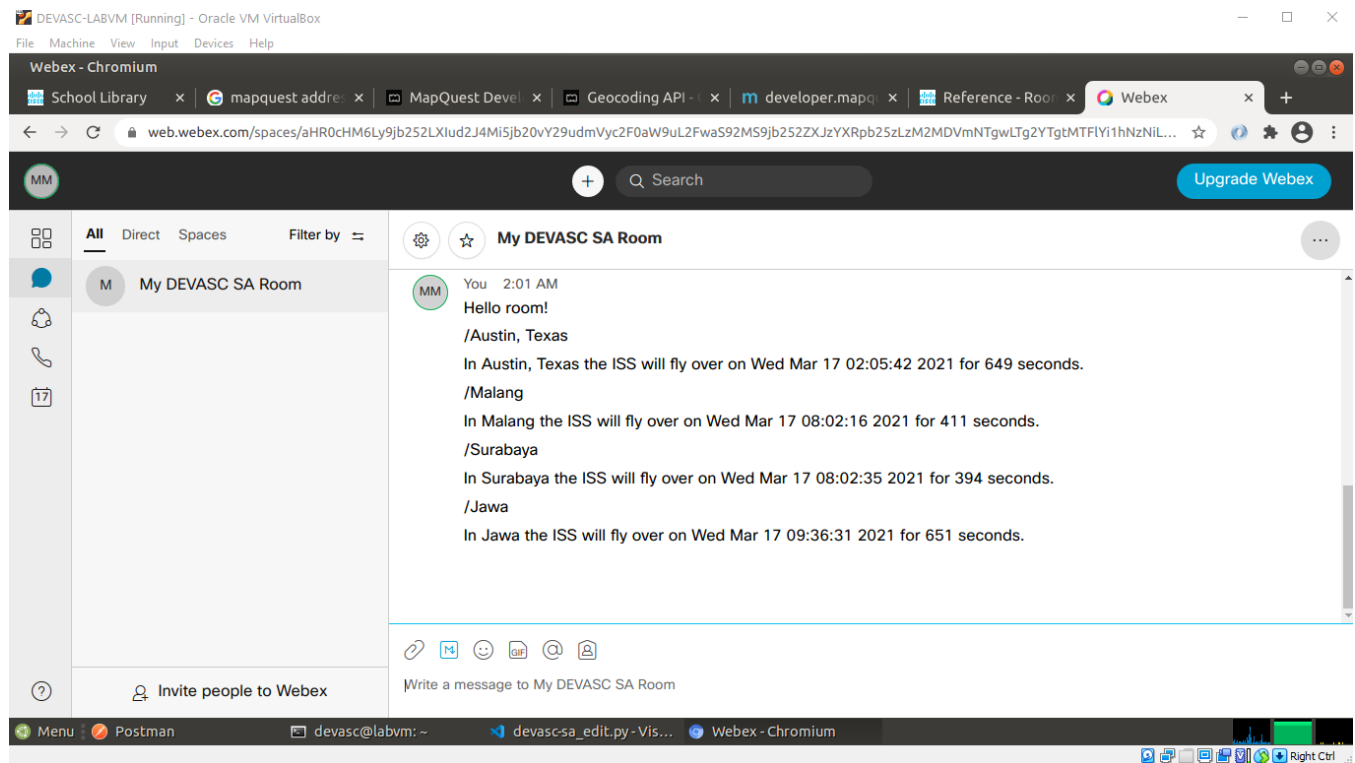 DEVASC-LABVM [Running] - Oracle VM VirtualBox
File Machine View Input Devices Help
Webex - Chromium
School Library
mapquest addres
MapQuest Devel
Geocoding API - G
developer.mapq
Reference - Room
Webex
web.webex.com/spaces/
Upgrade Webex
MM
Search
All Direct Spaces Filter by
My DEVASC SA Room
M My DEVASC SA Room
17
MM You 2:01 AM
Hello room!
/Austin, Texas
In Austin, Texas the ISS will fly over on Wed Mar 17 02:05:42 2021 for 649 seconds.
/Malang
In Malang the ISS will fly over on Wed Mar 17 08:02:16 2021 for 411 seconds.
/Surabaya
In Surabaya the ISS will fly over on Wed Mar 17 08:02:35 2021 for 394 seconds.
/Jawa
In Jawa the ISS will fly over on Wed Mar 17 09:36:31 2021 for 651 seconds.
GIF
Invite people to Webex
Write a message to My DEVASC SA Room
Menu Postman devasc@labvm: ~ devasc-sa_edit.py - Vis... Webex - Chromium
Right Ctrl